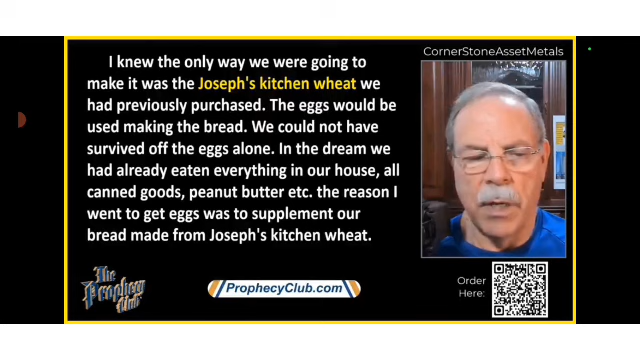 CornerStoneAssetMetals
I knew the only way we were going to
make it was the Joseph's kitchen wheat we
had previously purchased. The eggs would be
used making the bread. We could not have
survived off the eggs alone. In the dream we
had already eaten everything in our house, all
canned goods, peanut butter etc. the reason I
went to get eggs was to supplement our
bread made from Joseph's kitchen wheat.
The
Prophecy
Club
ProphecyClub.com
Order
Here: